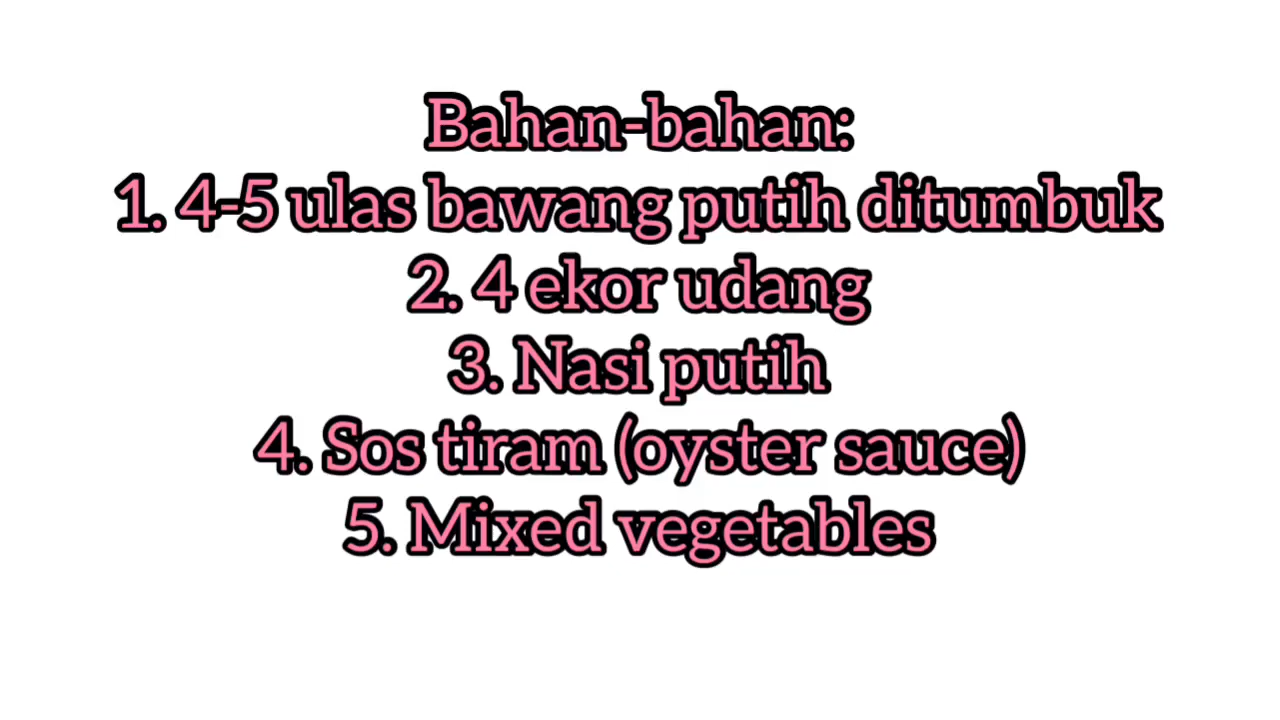 Bahan-bahan:
1. 4-5 ulas bawang putih ditumbuk
2. 4 ekor udang
3. Nasi putih
4. Sos tiram (oyster sauce)
5. Mixed vegetables